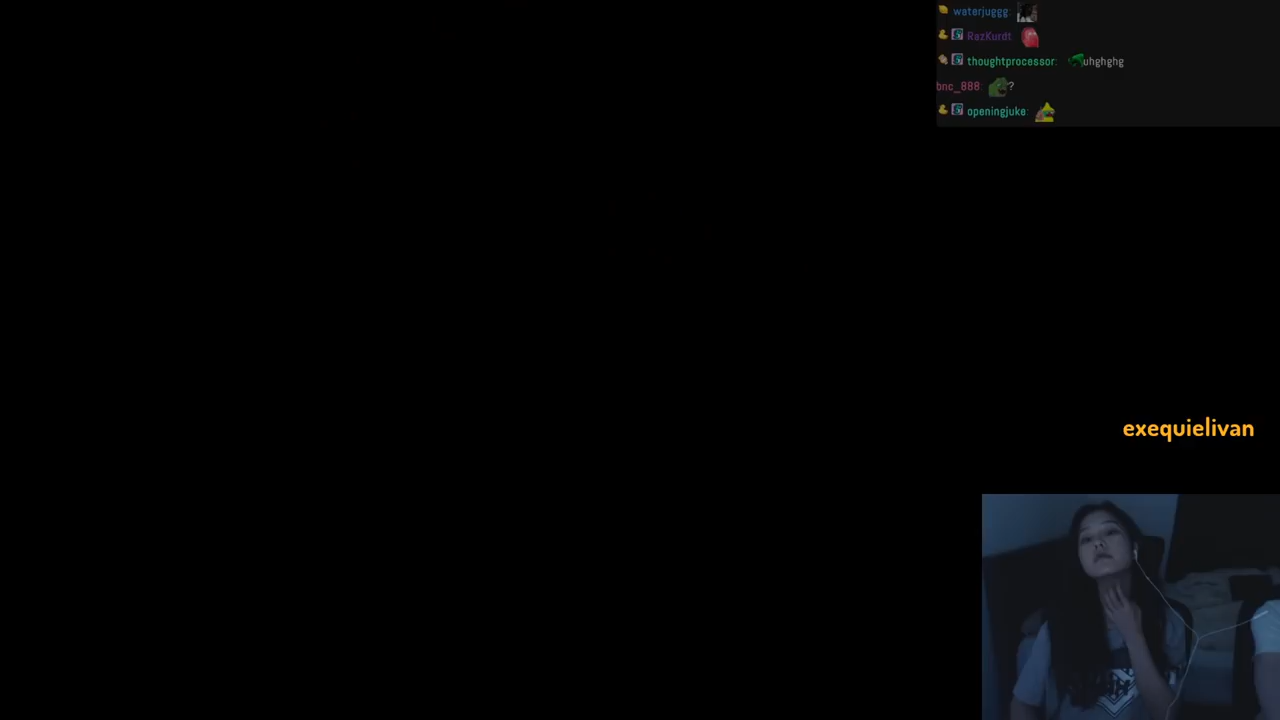 waterjuggg:
RazKurdt:
thoughtprocessor: uhghghg
bnc_888: ?
openingjuke:
exequielivan